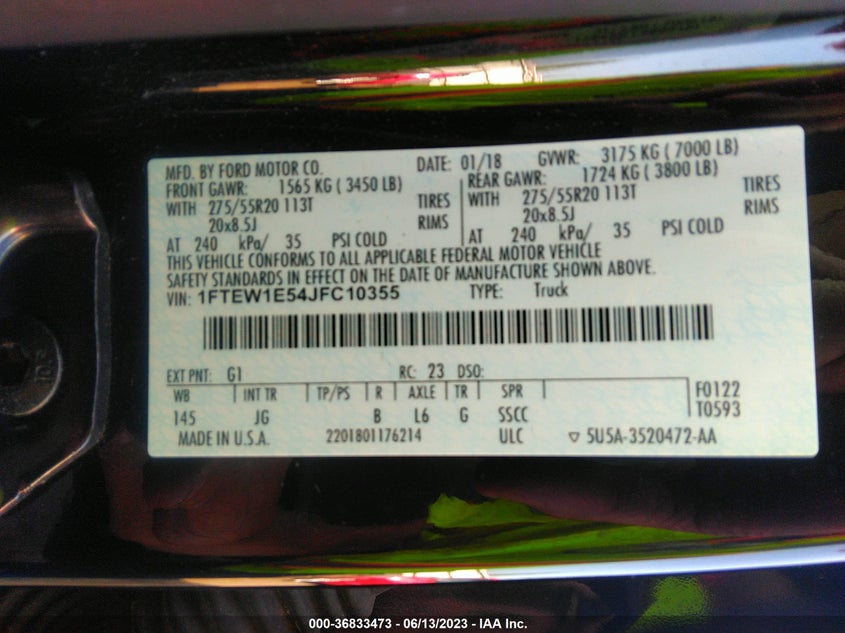 MFD. BY FORD MOTOR CO. DATE: 01/18 GVWR: 3175 KG ( 7000 LB)
FRONT GAWR: 1565 KG ( 3450 LB) REAR GAWR: 1724 KG ( 3800 LB)
WITH 275/55R20 113T TIRES WITH 275/55R20 113T TIRES
20x8.5J RIMS 20x8.5J RIMS
AT 240 kPa/ 35 PSI COLD AT 240 kPa/ 35 PSI COLD
THIS VEHICLE CONFORMS TO ALL APPLICABLE FEDERAL MOTOR VEHICLE
SAFETY STANDARDS IN EFFECT ON THE DATE OF MANUFACTURE SHOWN ABOVE.
VIN: 1FTEW1E54JFC10355 TYPE: Truck
EXT PNT: G1 RC: 23 DSO:
WB INT TR TP/PS R AXLE TR SPR F0122
145 JG B L6 G SSCC T0593
MADE IN U.S.A. 2201801176214 ULC ▽ 5U5A-3520472-AA
000-36833473 - 06/13/2023 - IAA Inc.